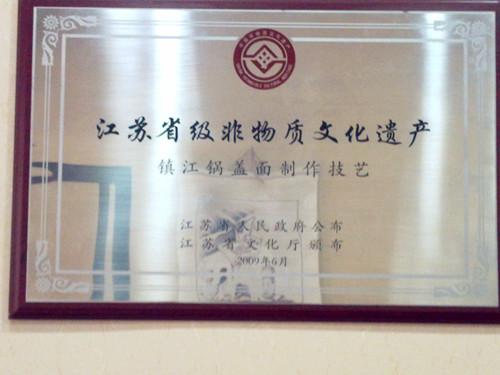 江苏省级非物质文化遗产
镇江锅盖面制作技艺
江苏省人民政府公布
江苏省文化厅颁布
2009年6月